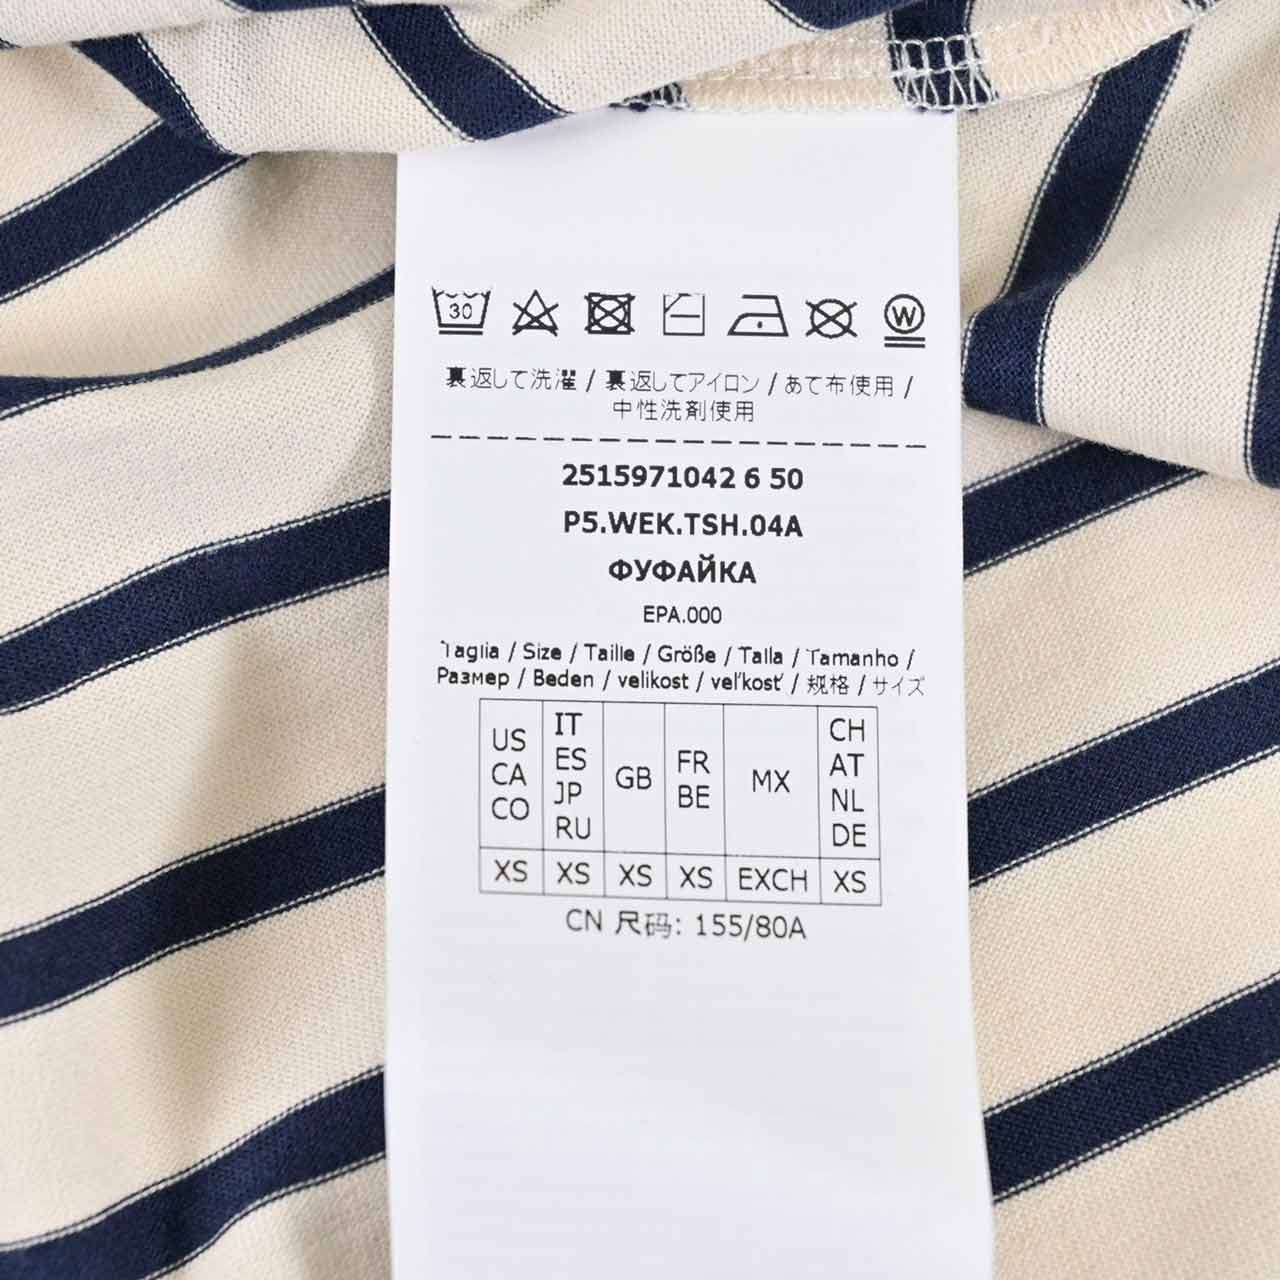 30
W
裏返して洗濯 / 裏返してアイロン / あて布使用 /
中性洗剤使用
2515971042 6 50
P5.WEK.TSH.04A
ФУФАЙКА
EPA.000
Taglia / Size / Taille / Größe / Talla / Tamanho /
Размер / Beden / velikost / veľkosť / 规格 / サイズ
US CA CO IT ES JP RU GB FR BE MX CH AT NL DE
XS XS XS XS EXCH XS
CN 尺码: 155/80A